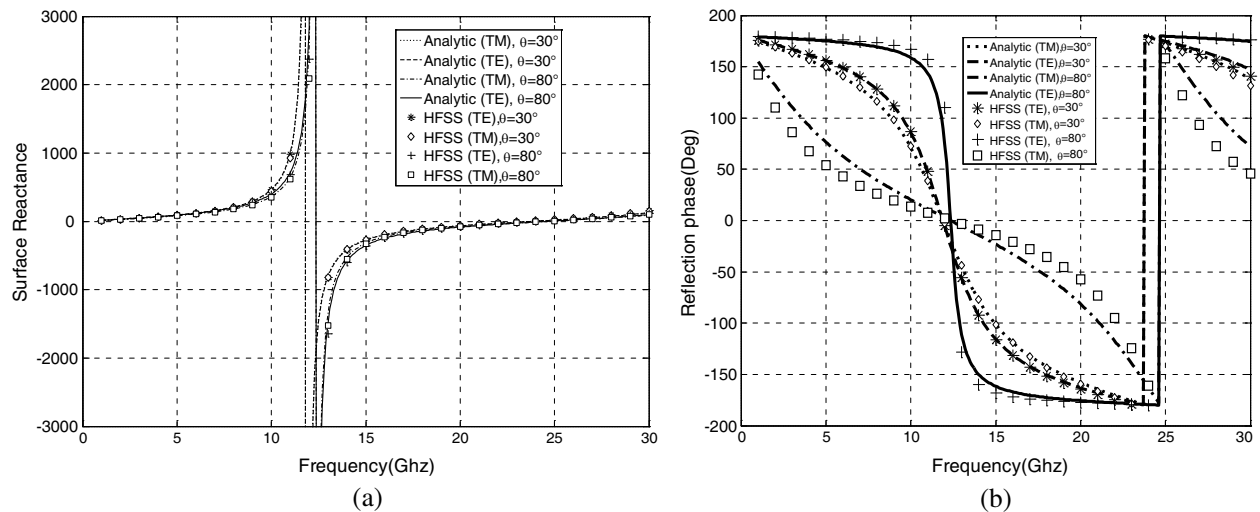 3000
2000
1000
0
-1000
-2000
-3000
Surface Reactance
0
5
10
15
20
25
30
Frequency(Ghz)
Analytic (TM), θ=30°
Analytic (TE), θ=30°
Analytic (TM), θ=80°
Analytic (TE), θ=80°
HFSS (TE),θ=30°
HFSS (TM),θ=30°
HFSS (TE), θ=80°
HFSS (TM), θ=80°
(a)
200
150
100
50
0
-50
-100
-150
-200
Reflection phase(Deg)
0
5
10
15
20
25
30
Frequency(Ghz)
Analytic (TM),θ=30°
Analytic (TE),θ=30°
Analytic (TM),θ=80°
Analytic (TE),θ=80°
HFSS (TE), θ=30°
HFSS (TM), θ=30°
HFSS (TE), θ=80°
HFSS (TM), θ=80°
(b)